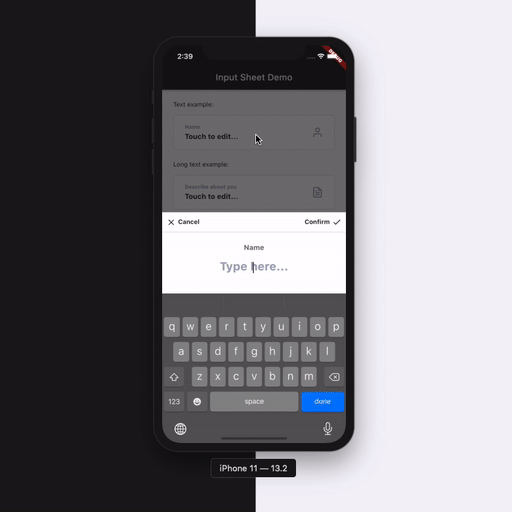 2:39
DEBUG
Input Sheet Demo
Text example:
Name
Touch to edit...
Long text example:
Describe about you
Touch to edit...
Cancel
Confirm
Name
Type here...
q w e r t y u i o p
a s d f g h j k l
z x c v b n m
123 space done
iPhone 11 — 13.2